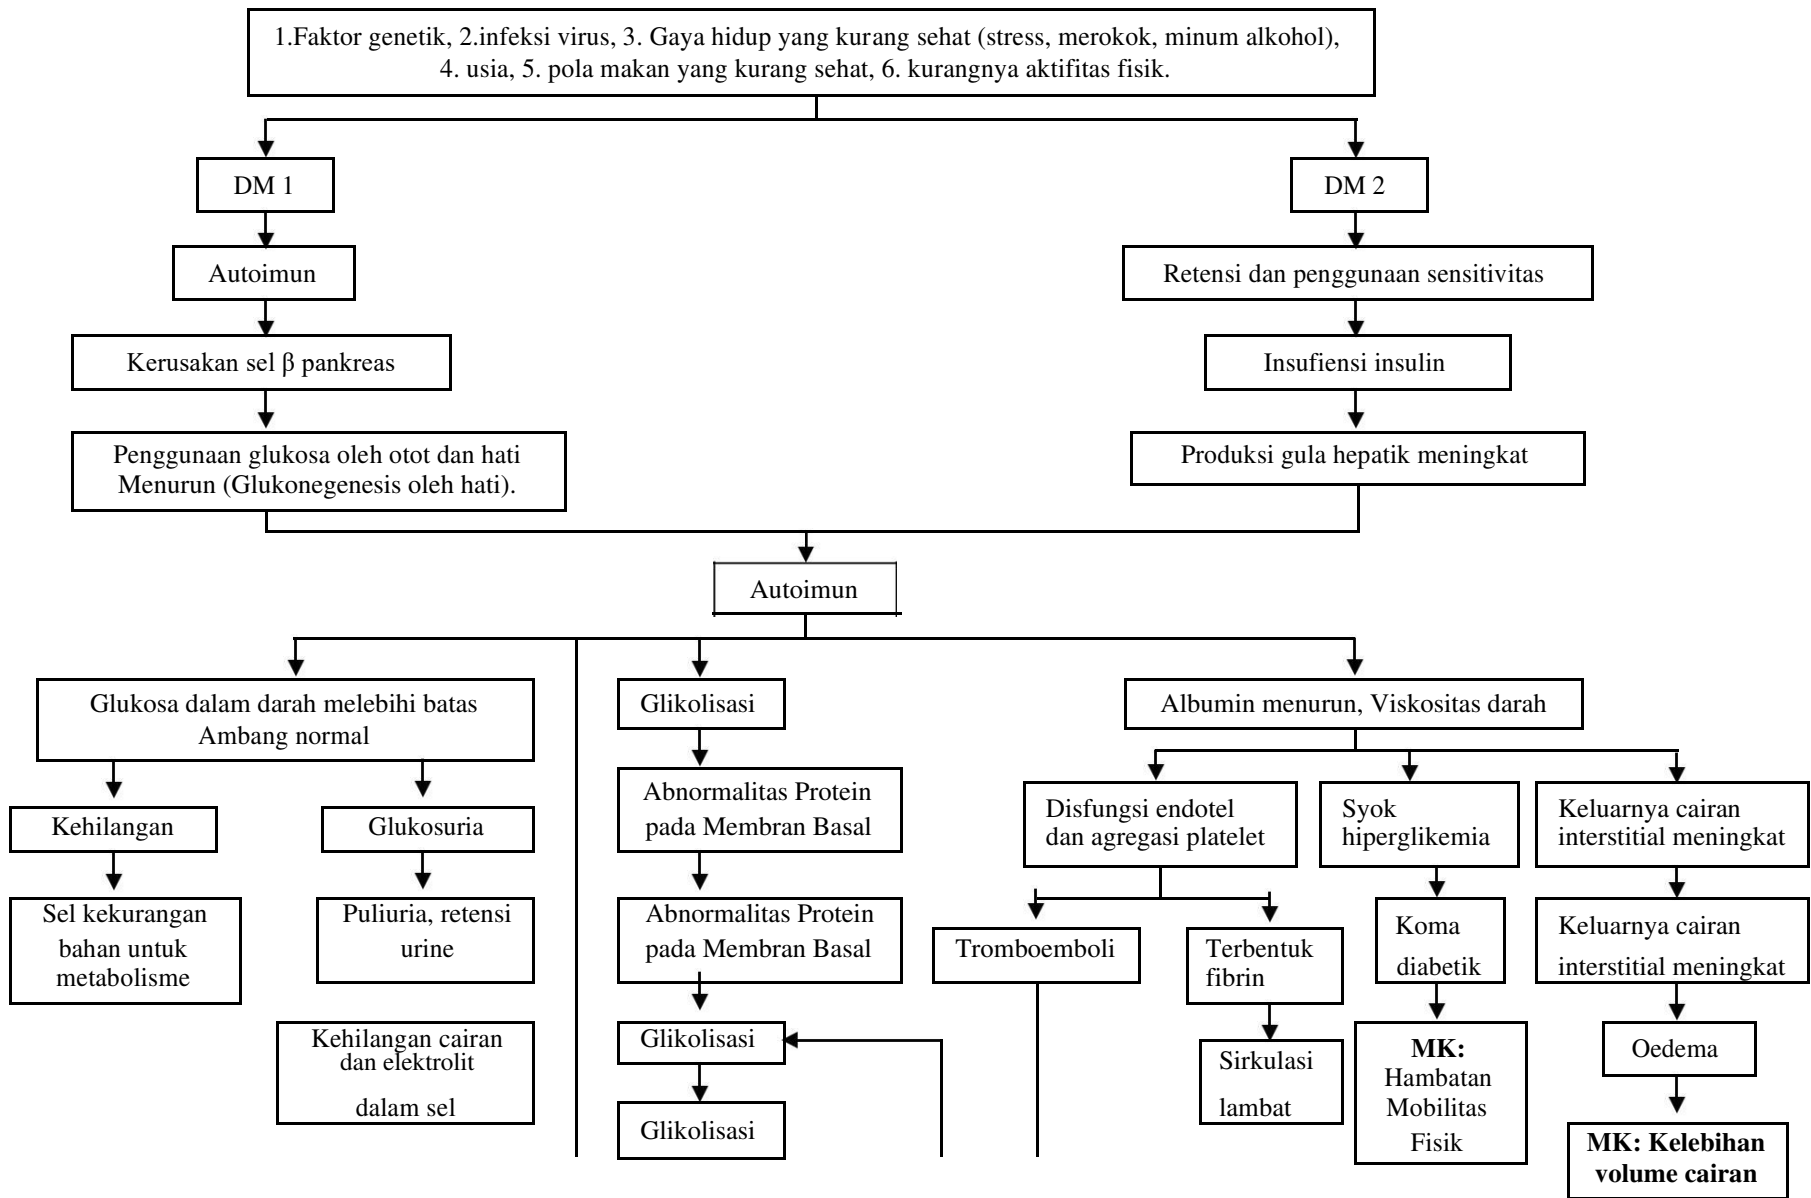 1.Faktor genetik, 2.infeksi virus, 3. Gaya hidup yang kurang sehat (stress, merokok, minum alkohol),
4. usia, 5. pola makan yang kurang sehat, 6. kurangnya aktifitas fisik.
DM 1
DM 2
Autoimun
Retensi dan penggunaan sensitivitas
Kerusakan sel β pankreas
Insufiensi insulin
Penggunaan glukosa oleh otot dan hati
Menurun (Glukonegenesis oleh hati).
Produksi gula hepatik meningkat
Autoimun
Glukosa dalam darah melebihi batas
Ambang normal
Glikolisasi
Albumin menurun, Viskositas darah
Kehilangan
Glukosuria
Abnormalitas Protein
pada Membran Basal
Disfungsi endotel
dan agregasi platelet
Syok
hiperglikemia
Keluarnya cairan
interstitial meningkat
Sel kekurangan
bahan untuk
metabolisme
Puliuria, retensi
urine
Abnormalitas Protein
pada Membran Basal
Tromboemboli
Terbentuk
fibrin
Koma
diabetik
Keluarnya cairan
interstitial meningkat
Kehilangan cairan
dan elektrolit
dalam sel
Glikolisasi
Glikolisasi
Sirkulasi
lambat
MK:
Hambatan
Mobilitas
Fisik
Oedema
MK: Kelebihan
volume cairan